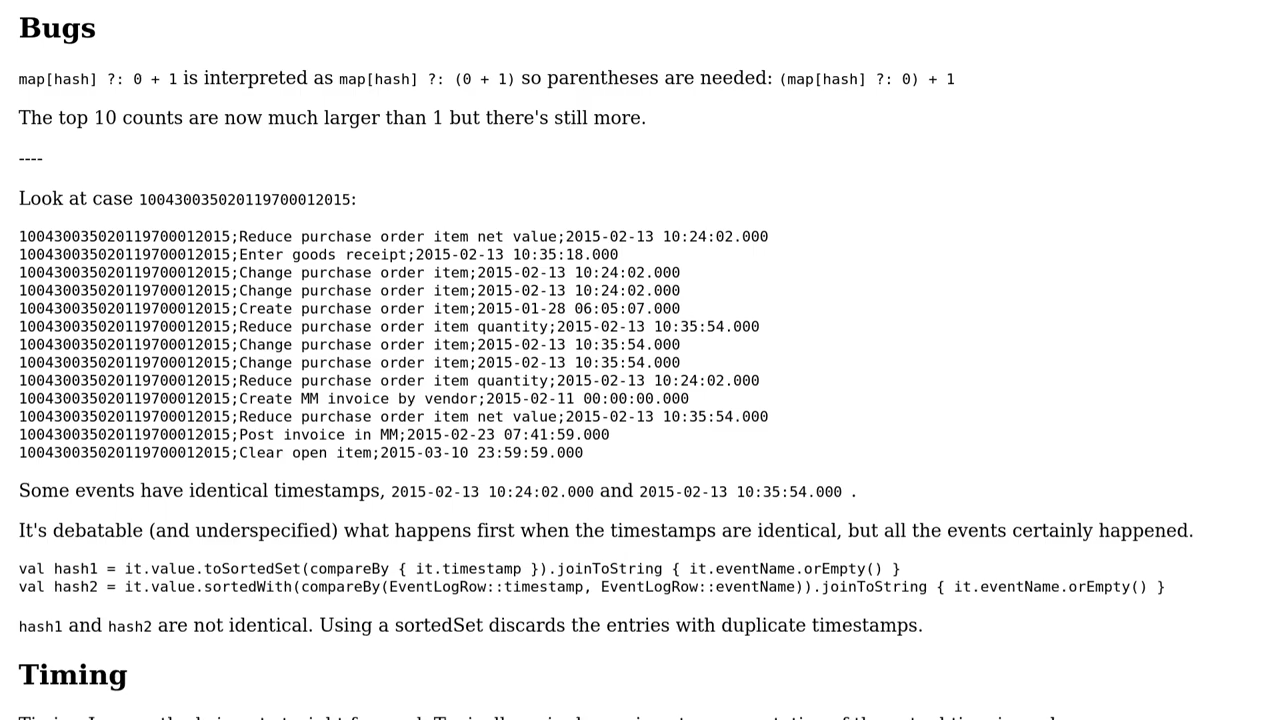 Bugs
map[hash] ?: 0 + 1 is interpreted as map[hash] ?: (0 + 1) so parentheses are needed: (map[hash] ?: 0) + 1
The top 10 counts are now much larger than 1 but there's still more.
----
Look at case 100430035020119700012015:
100430035020119700012015;Reduce purchase order item net value;2015-02-13 10:24:02.000
100430035020119700012015;Enter goods receipt;2015-02-13 10:35:18.000
100430035020119700012015;Change purchase order item;2015-02-13 10:24:02.000
100430035020119700012015;Change purchase order item;2015-02-13 10:24:02.000
100430035020119700012015;Create purchase order item;2015-01-28 06:05:07.000
100430035020119700012015;Reduce purchase order item quantity;2015-02-13 10:35:54.000
100430035020119700012015;Change purchase order item;2015-02-13 10:35:54.000
100430035020119700012015;Change purchase order item;2015-02-13 10:35:54.000
100430035020119700012015;Reduce purchase order item quantity;2015-02-13 10:24:02.000
100430035020119700012015;Create MM invoice by vendor;2015-02-11 00:00:00.000
100430035020119700012015;Reduce purchase order item net value;2015-02-13 10:35:54.000
100430035020119700012015;Post invoice in MM;2015-02-23 07:41:59.000
100430035020119700012015;Clear open item;2015-03-10 23:59:59.000
Some events have identical timestamps, 2015-02-13 10:24:02.000 and 2015-02-13 10:35:54.000 .
It's debatable (and underspecified) what happens first when the timestamps are identical, but all the events certainly happened.
val hash1 = it.value.toSortedSet(compareBy { it.timestamp }).joinToString { it.eventName.orEmpty() }
val hash2 = it.value.sortedWith(compareBy(EventLogRow::timestamp, EventLogRow::eventName)).joinToString { it.eventName.orEmpty() }
hash1 and hash2 are not identical. Using a sortedSet discards the entries with duplicate timestamps.
Timing